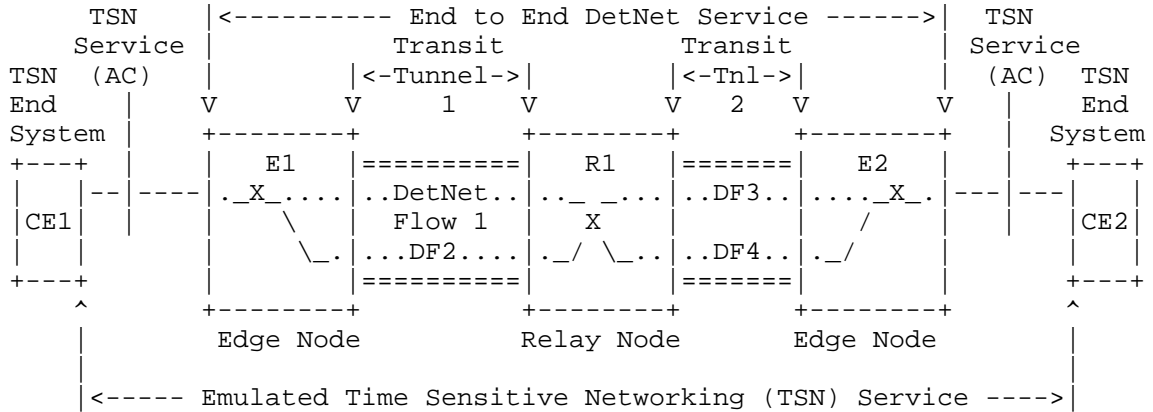 TSN |<---------- End to End DetNet Service ------>| TSN
Service | Transit Transit | Service
TSN (AC) | |<-Tunnel->| |<-Tnl->| | (AC) TSN
End | V V 1 V V 2 V V | End
System | +--------+ +--------+ +--------+ | System
+---+ | | E1 |==========| R1 |=======| E2 | | +---+
| |--|----|._X_....|..DetNet..|.._ _...|..DF3..|...._X_.|---|---| |
|CE1| | | \ | Flow 1 | X | | / | | |CE2|
| | | \_.|...DF2....|._/ \_..|..DF4..|._/ | | |
+---+ | |==========| |=======| | +---+
^ +--------+ +--------+ +--------+ ^
| Edge Node Relay Node Edge Node |
| |
|<----- Emulated Time Sensitive Networking (TSN) Service ---->|